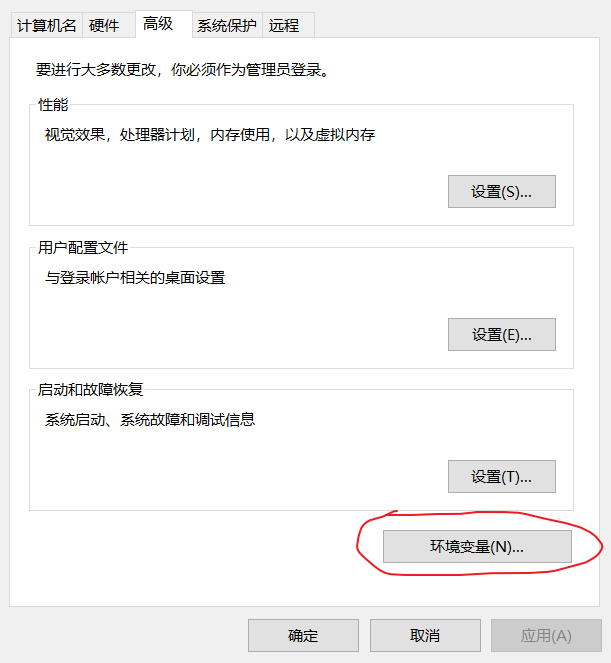 计算机名 硬件 高级 系统保护 远程
要进行大多数更改，你必须作为管理员登录。
性能
视觉效果，处理器计划，内存使用，以及虚拟内存
设置(S)...
用户配置文件
与登录帐户相关的桌面设置
设置(E)...
启动和故障恢复
系统启动、系统故障和调试信息
设置(T)...
环境变量(N)...
确定 取消 应用(A)